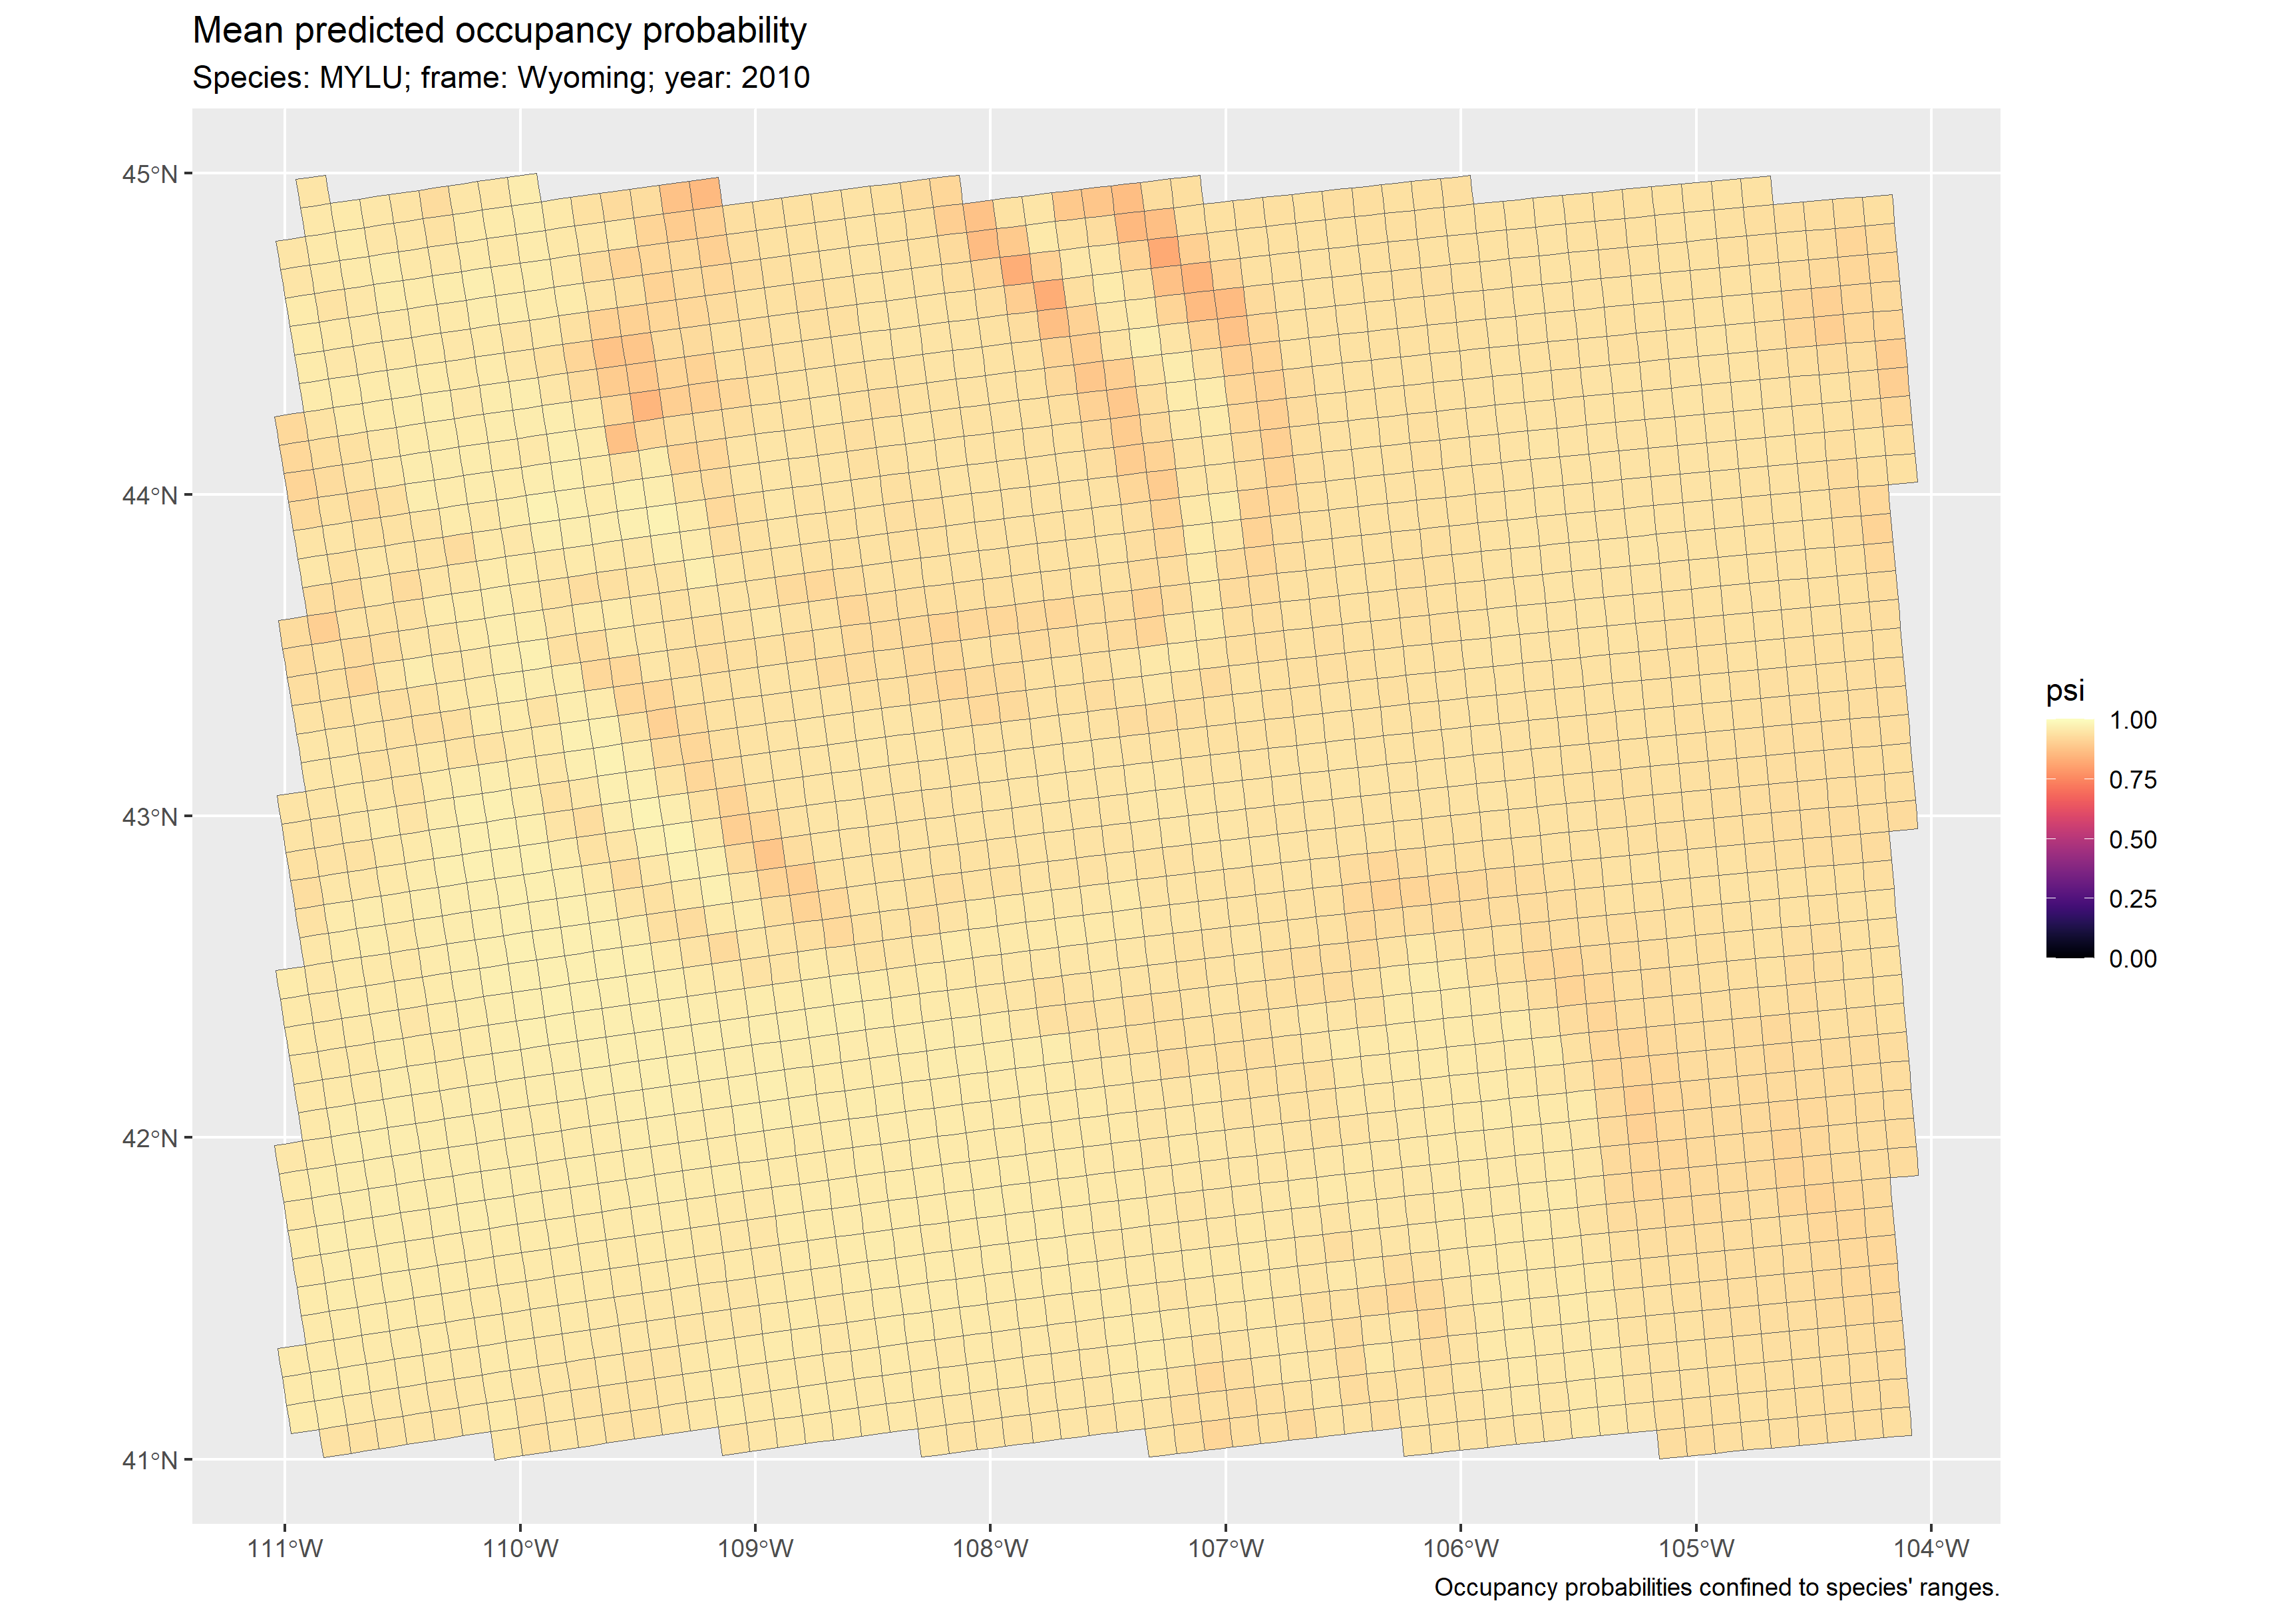 Mean predicted occupancy probability
Species: MYLU; frame: Wyoming; year: 2010
45°N
44°N
43°N
42°N
41°N
111°W
110°W
109°W
108°W
107°W
106°W
105°W
104°W
psi
1.00
0.75
0.50
0.25
0.00
Occupancy probabilities confined to species' ranges.